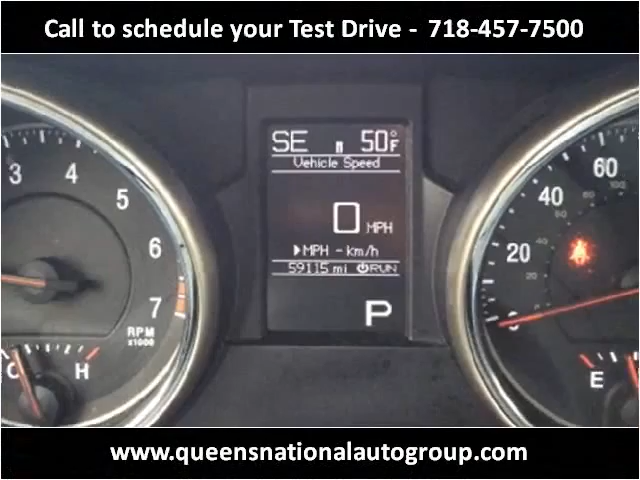 Call to schedule your Test Drive - 718-457-7500
SE 50°F
Vehicle Speed
0 MPH
▶MPH - km/h
59115 mi RUN
P
3
4
5
6
7
RPM
x1000
C H
60
40
20
0
E
www.queensnationalautogroup.com